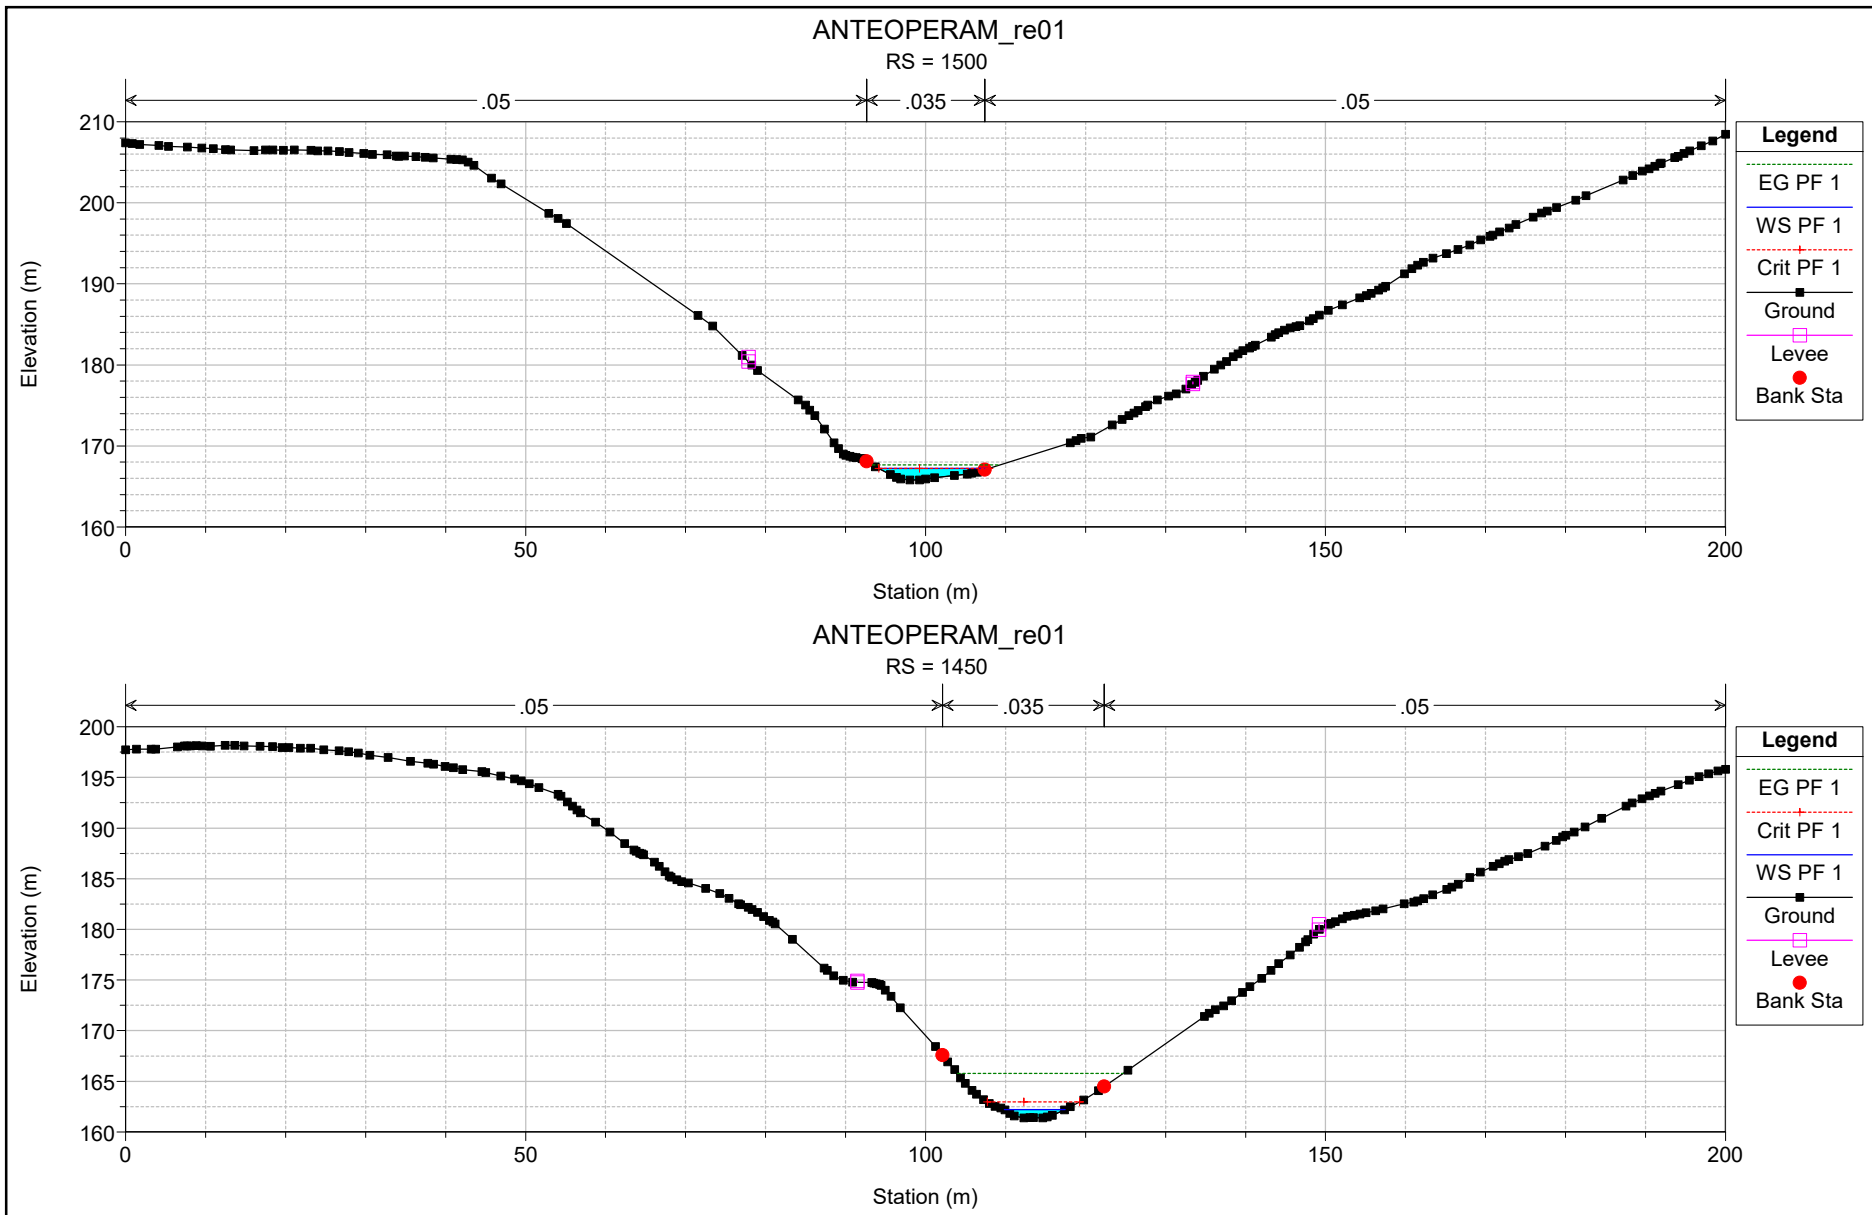 ANTEOPERAM_re01
RS = 1500
.05
.035
.05
210
200
190
180
170
160
Elevation (m)
0
50
100
150
200
Station (m)
Legend
EG PF 1
WS PF 1
Crit PF 1
Ground
Levee
Bank Sta
ANTEOPERAM_re01
RS = 1450
.05
.035
.05
200
195
190
185
180
175
170
165
160
Elevation (m)
0
50
100
150
200
Station (m)
Legend
EG PF 1
Crit PF 1
WS PF 1
Ground
Levee
Bank Sta